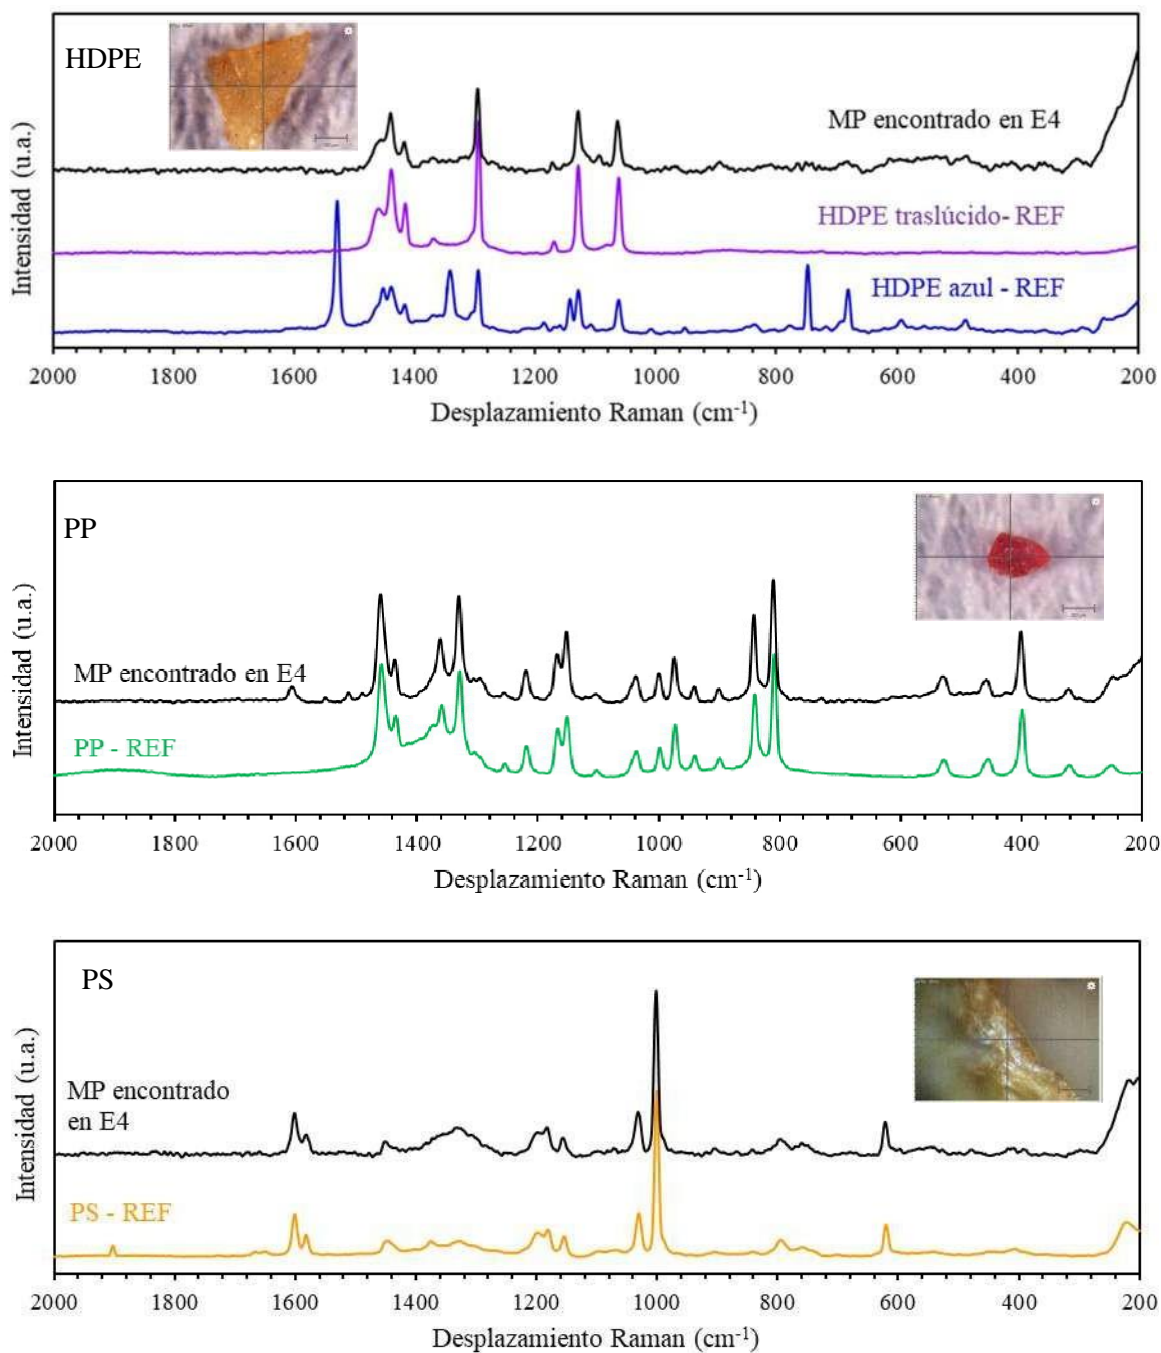 HDPE
MP encontrado en E4
HDPE traslúcido- REF
HDPE azul - REF
Intensidad (u.a.)
2000 1800 1600 1400 1200 1000 800 600 400 200
Desplazamiento Raman (cm⁻¹)
PP
MP encontrado en E4
PP - REF
Intensidad (u.a.)
2000 1800 1600 1400 1200 1000 800 600 400 200
Desplazamiento Raman (cm⁻¹)
PS
MP encontrado
en E4
PS - REF
Intensidad (u.a.)
2000 1800 1600 1400 1200 1000 800 600 400 200
Desplazamiento Raman (cm⁻¹)